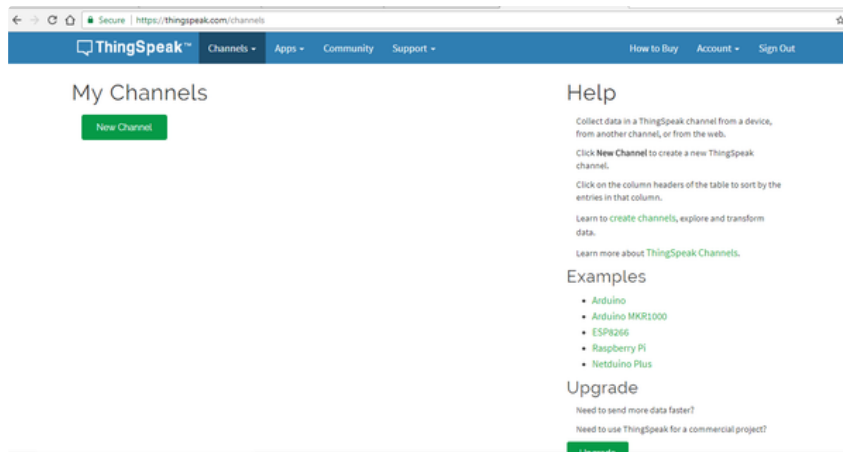 Secure | https://thingspeak.com/channels
ThingSpeak™ Channels Apps Community Support How to Buy Account Sign Out
My Channels
New Channel
Help
Collect data in a ThingSpeak channel from a device,
from another channel, or from the web.
Click New Channel to create a new ThingSpeak
channel.
Click on the column headers of the table to sort by the
entries in that column.
Learn to create channels, explore and transform
data.
Learn more about ThingSpeak Channels.
Examples
Arduino
Arduino MKR1000
ESP8266
Raspberry Pi
Netduino Plus
Upgrade
Need to send more data faster?
Need to use ThingSpeak for a commercial project?
Upgrade